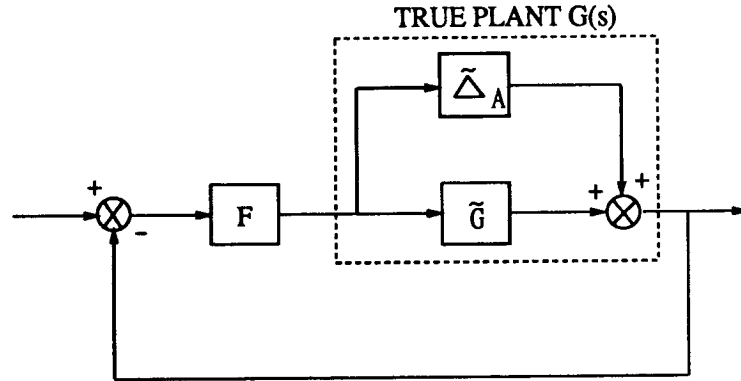 TRUE PLANT G(s)
Δ̃ A
+
F
G̃
+
+
-